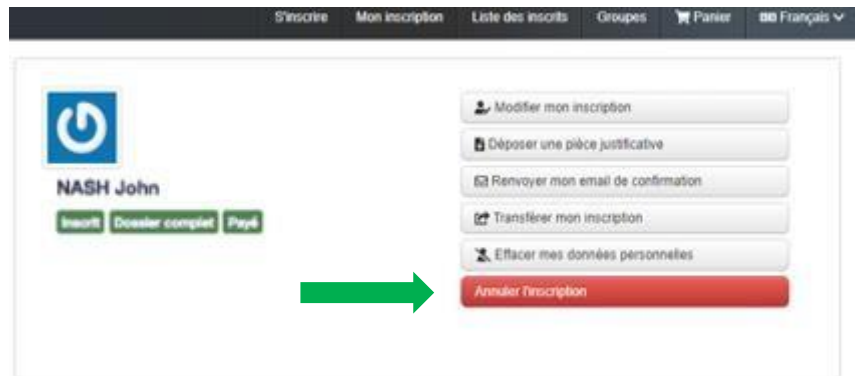 S'inscrire Mon inscription Liste des inscrits Groupes Panier Français
NASH John
Inscrit Dossier complet Payé
Modifier mon inscription
Déposer une pièce justificative
Renvoyer mon email de confirmation
Transférer mon inscription
Effacer mes données personnelles
Annuler l'inscription